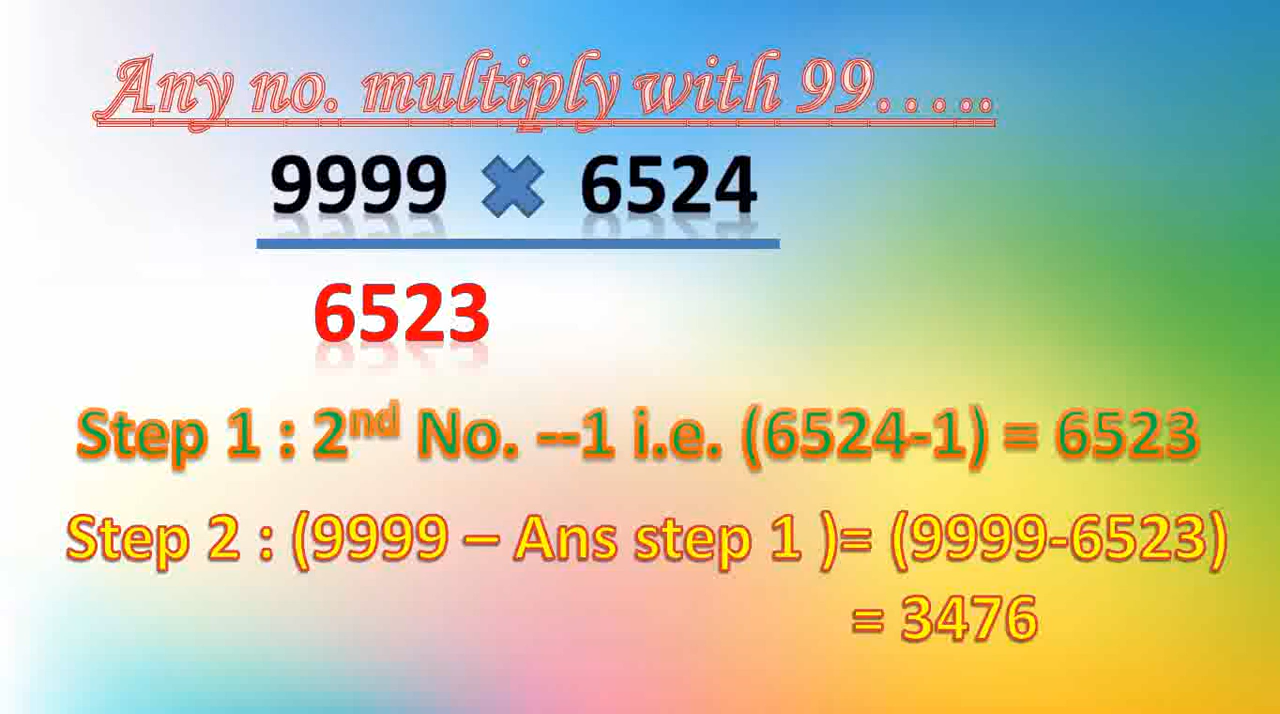 Any no. multiply with 99.....
9999 ✖ 6524
6523
Step 1 : 2nd No. --1 i.e. (6524-1) = 6523
Step 2 : (9999 – Ans step 1 )= (9999-6523)
= 3476